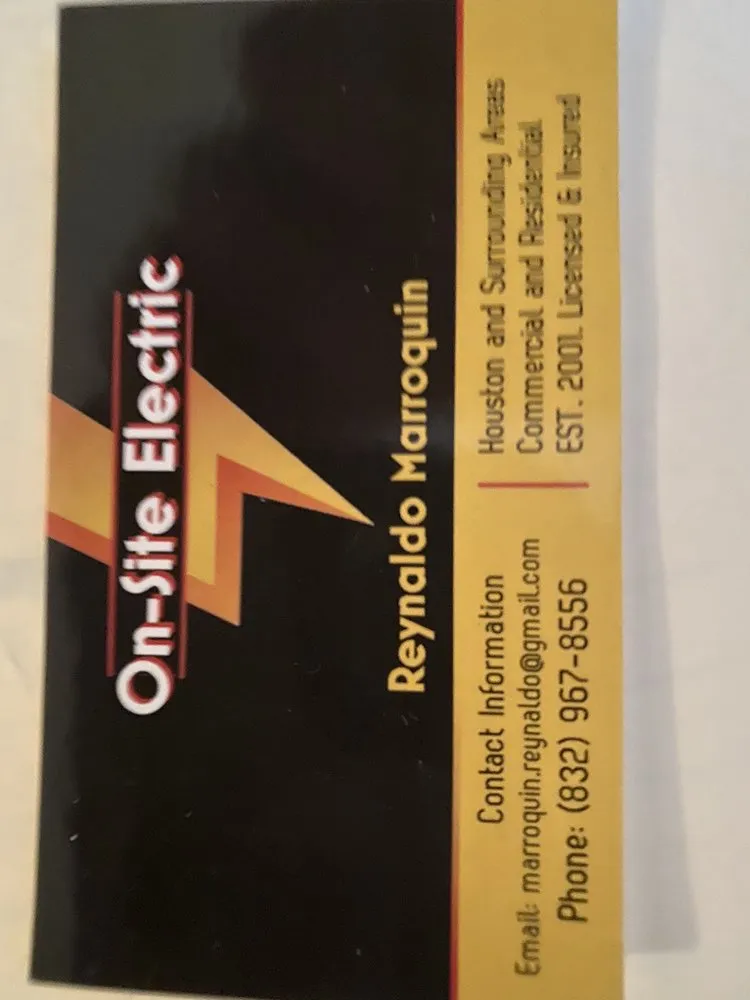 On-Site Electric
Reynaldo Marroquin
Contact Information
Email: marroquin.reynaldo@gmail.com
Phone: (832) 967-8556
Houston and Surrounding Areas
Commercial and Residential
EST. 2001. Licensed & Insured